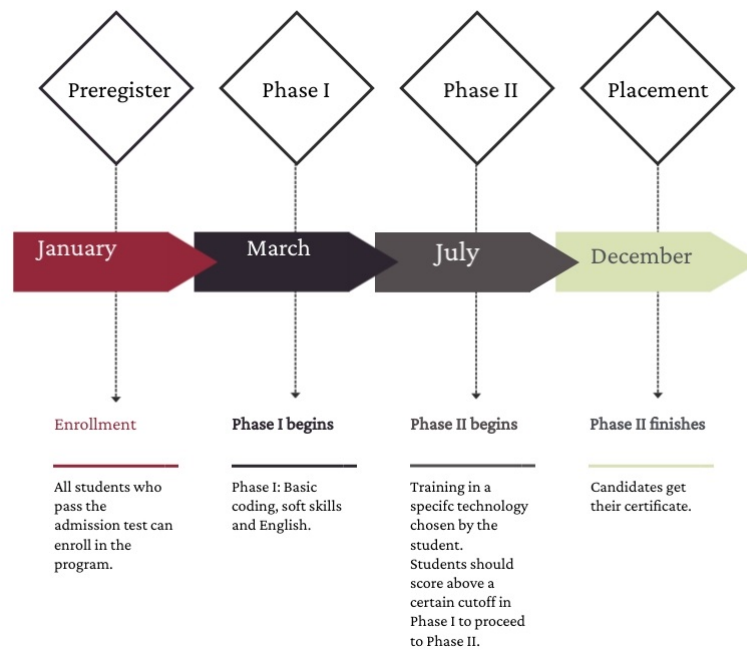 Preregister
Phase I
Phase II
Placement
January
March
July
December
Enrollment
All students who
pass the
admission test can
enroll in the
program.
Phase I begins
Phase I: Basic
coding, soft skills
and English.
Phase II begins
Training in a
specifc technology
chosen by the
student.
Students should
score above a
certain cutoff in
Phase I to proceed
to Phase II.
Phase II finishes
Candidates get
their certificate.